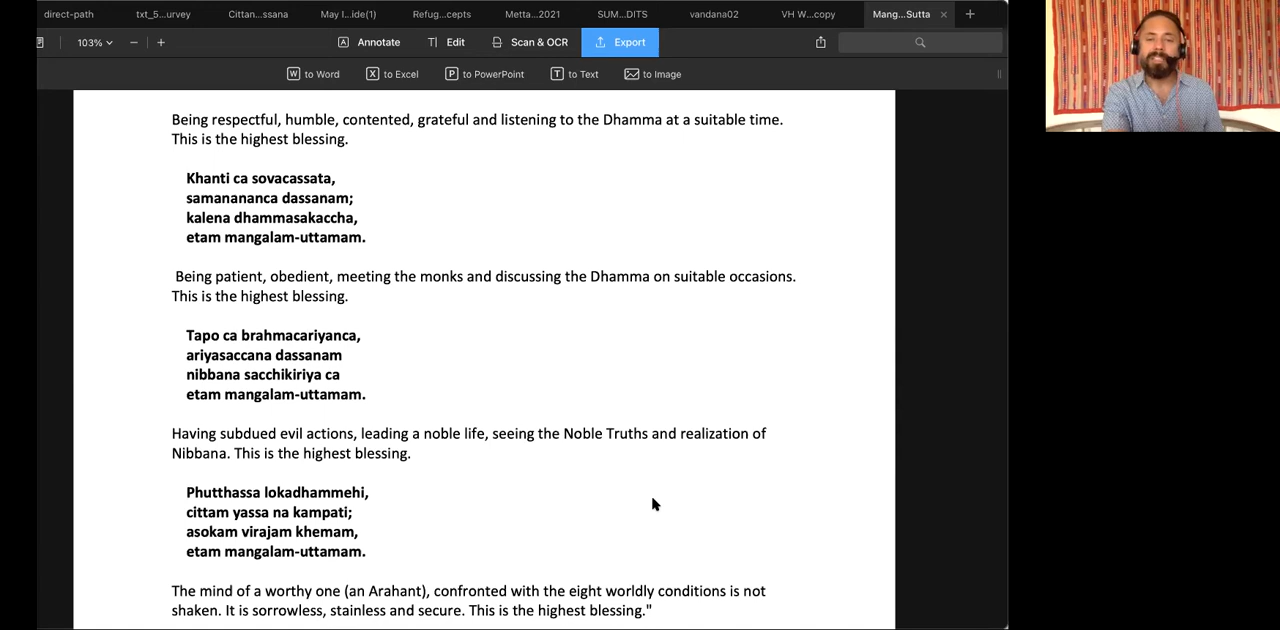 direct-path
txt_5...urvey
Cittan...ssana
May I...ide(1)
Refug...cepts
Metta...2021
SUM...DITS
vandana02
VH W...copy
Mang...Sutta
103%
Annotate
Edit
Scan & OCR
Export
to Word
to Excel
to PowerPoint
to Text
to Image
Being respectful, humble, contented, grateful and listening to the Dhamma at a suitable time.
This is the highest blessing.
Khanti ca sovacassata,
samanananca dassanam;
kalena dhammasakaccha,
etam mangalam-uttamam.
Being patient, obedient, meeting the monks and discussing the Dhamma on suitable occasions.
This is the highest blessing.
Tapo ca brahmacariyanca,
ariyasaccana dassanam
nibbana sacchikiriya ca
etam mangalam-uttamam.
Having subdued evil actions, leading a noble life, seeing the Noble Truths and realization of
Nibbana. This is the highest blessing.
Phutthassa lokadhammehi,
cittam yassa na kampati;
asokam virajam khemam,
etam mangalam-uttamam.
The mind of a worthy one (an Arahant), confronted with the eight worldly conditions is not
shaken. It is sorrowless, stainless and secure. This is the highest blessing."